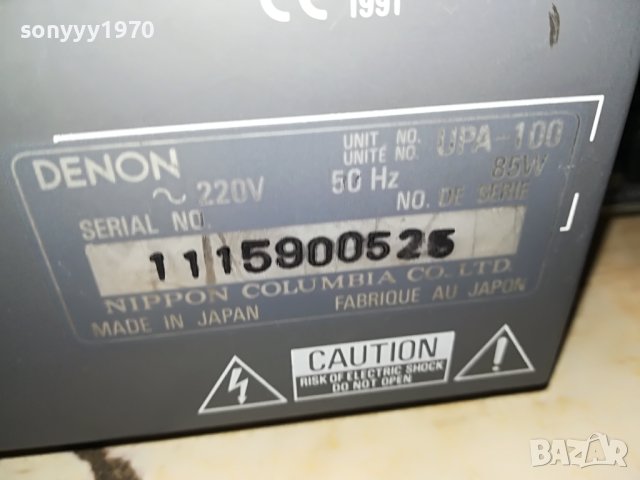 sonyyy1970
CE 1991
DENON
UNIT NO. UPA-100
UNITÉ NO.
~ 220V 50 Hz 85W
SERIAL NO. NO. DE SERIE
1115900525
NIPPON COLUMBIA CO. LTD.
MADE IN JAPAN FABRIQUE AU JAPON
CAUTION
RISK OF ELECTRIC SHOCK
DO NOT OPEN
BAZAR